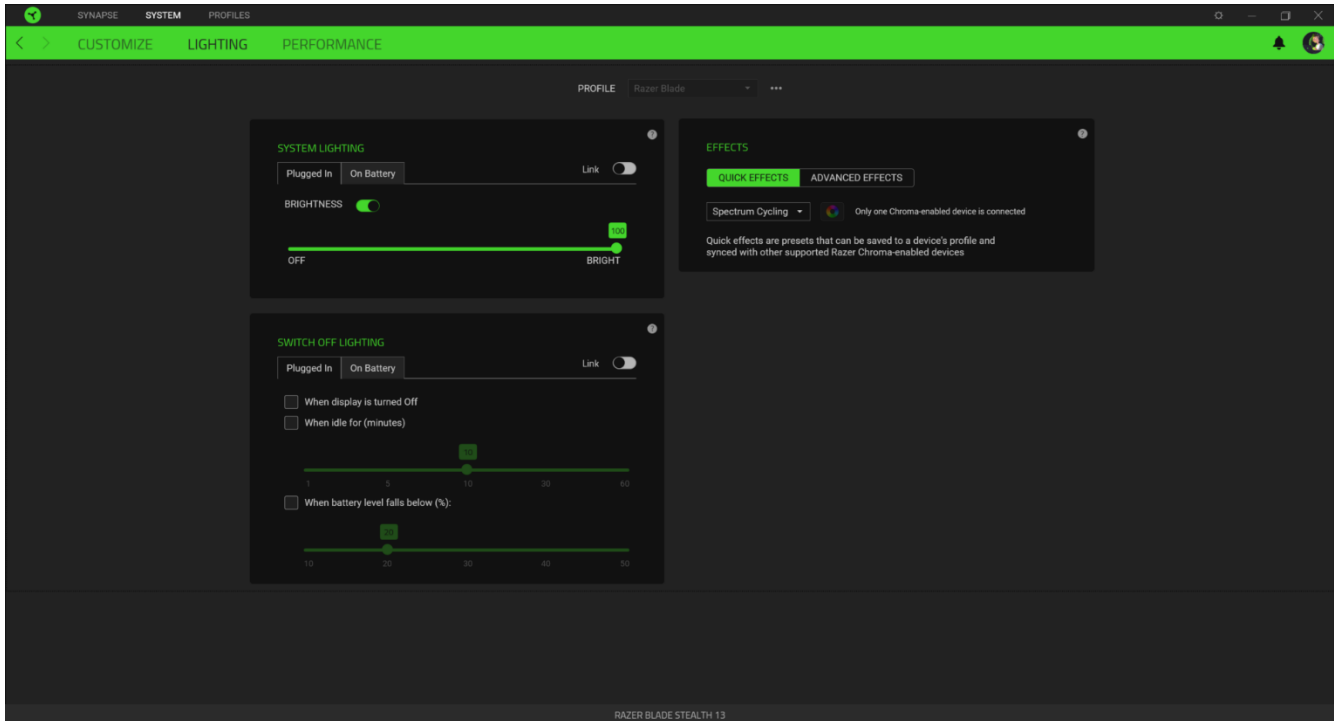 SYNAPSE SYSTEM PROFILES
CUSTOMIZE LIGHTING PERFORMANCE
PROFILE Razer Blade
SYSTEM LIGHTING
Plugged In On Battery Link
BRIGHTNESS
100
OFF BRIGHT
EFFECTS
QUICK EFFECTS ADVANCED EFFECTS
Spectrum Cycling Only one Chroma-enabled device is connected
Quick effects are presets that can be saved to a device's profile and
synced with other supported Razer Chroma-enabled devices
SWITCH OFF LIGHTING
Plugged In On Battery Link
When display is turned Off
When idle for (minutes)
10
1 5 10 30 60
When battery level falls below (%):
20
10 20 30 40 50
RAZER BLADE STEALTH 13